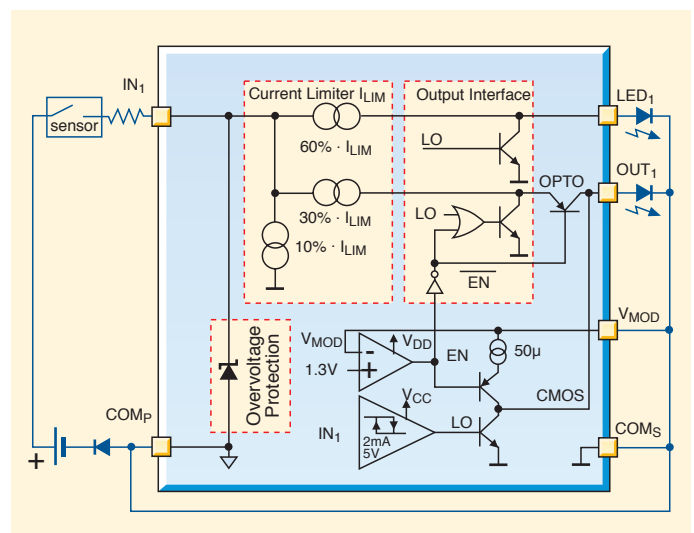 IN1
sensor
Current Limiter ILIM
60% · ILIM
30% · ILIM
10% · ILIM
Output Interface
LO
LED1
OPTO
OUT1
LO
EN
VMOD
VMOD
VDD
EN
50µ
1.3V
-
+
Overvoltage
Protection
CMOS
VCC
COMP
IN1
2mA
5V
LO
COMS
+